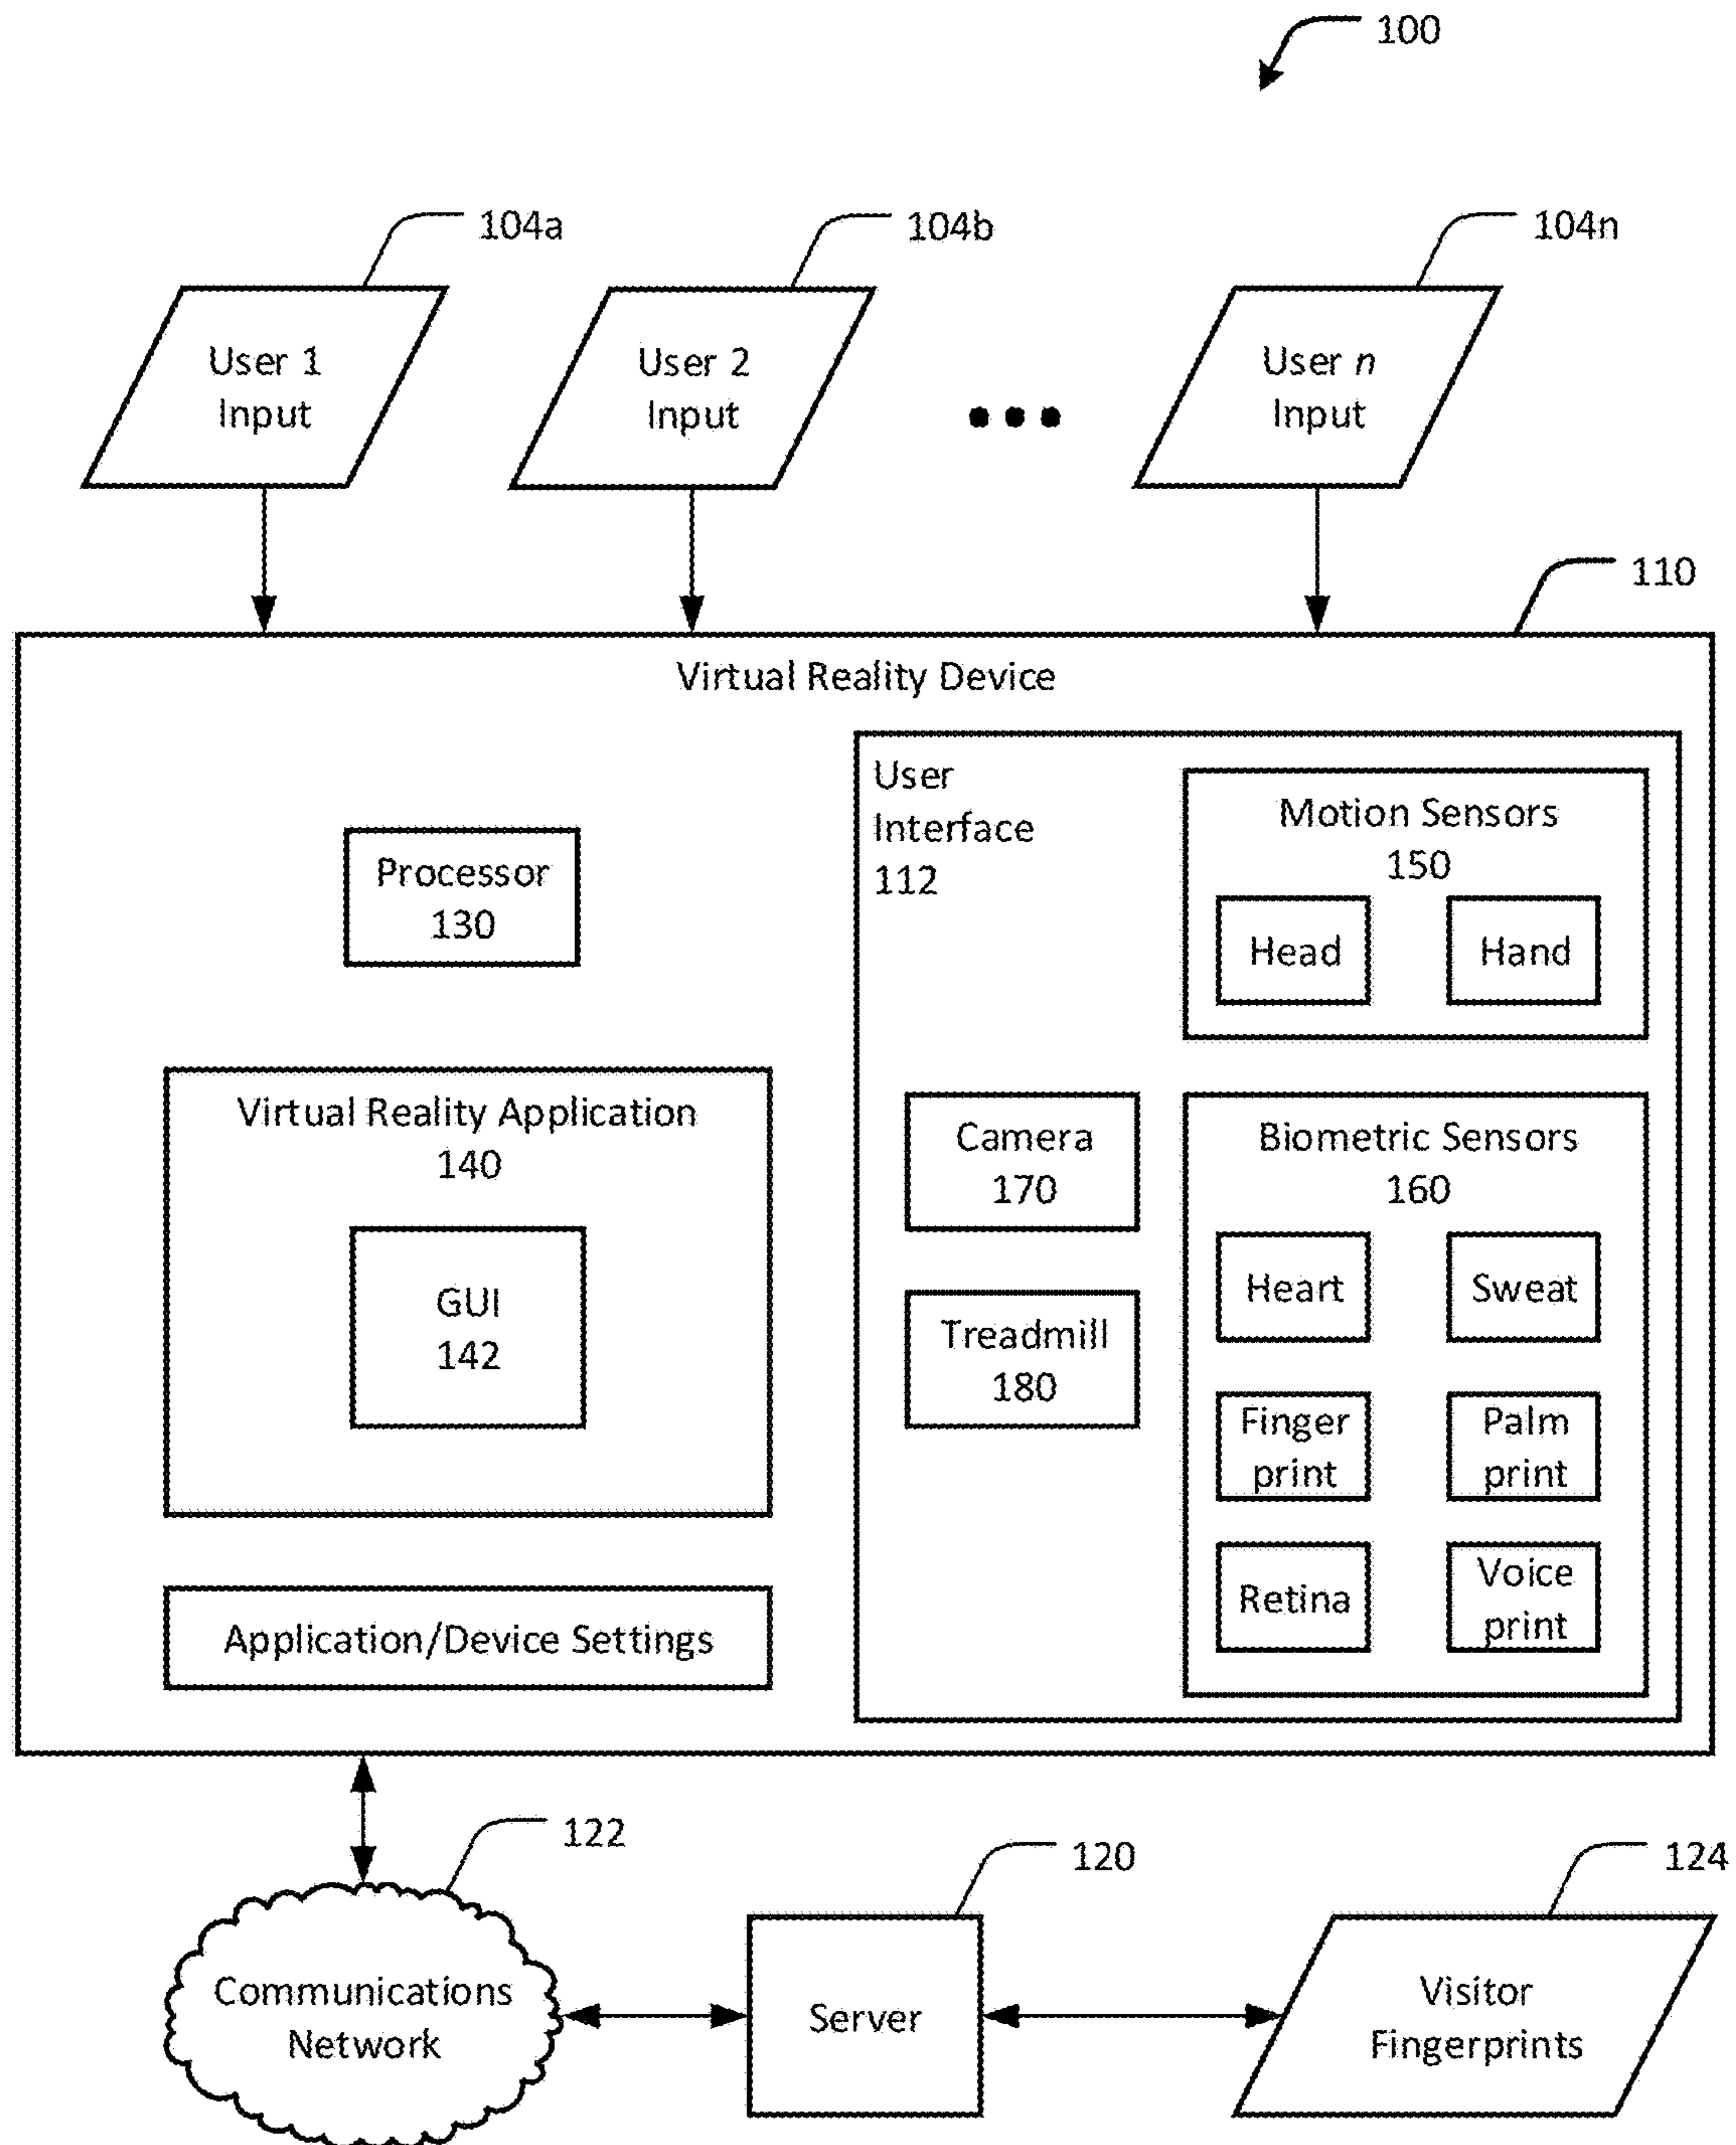 100
104a
104b
104n
User 1
Input
User 2
Input
User n
Input
110
Virtual Reality Device
User
Interface
112
Motion Sensors
150
Head
Hand
Processor
130
Virtual Reality Application
140
GUI
142
Camera
170
Treadmill
180
Biometric Sensors
160
Heart
Sweat
Finger
print
Palm
print
Retina
Voice
print
Application/Device Settings
122
120
124
Communications
Network
Server
Visitor
Fingerprints